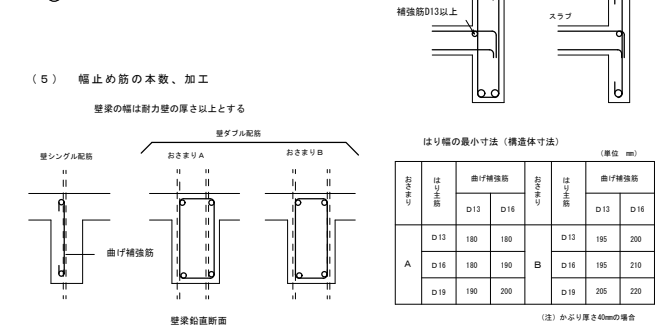 補強筋D13以上
スラブ
(5) 幅止め筋の本数、加工
壁梁の幅は耐力壁の厚さ以上とする
壁ダブル配筋
壁シングル配筋
おさまりA
おさまりB
曲げ補強筋
壁梁鉛直断面
はり幅の最小寸法（構造体寸法）
（単位 mm）
おさまり はり主筋 曲げ補強筋 おさまり はり主筋 曲げ補強筋
D13 D16 D13 D16
A D13 180 180 B D13 195 200
D16 180 190 D16 195 210
D19 190 200 D19 205 220
（注）かぶり厚さ40mmの場合